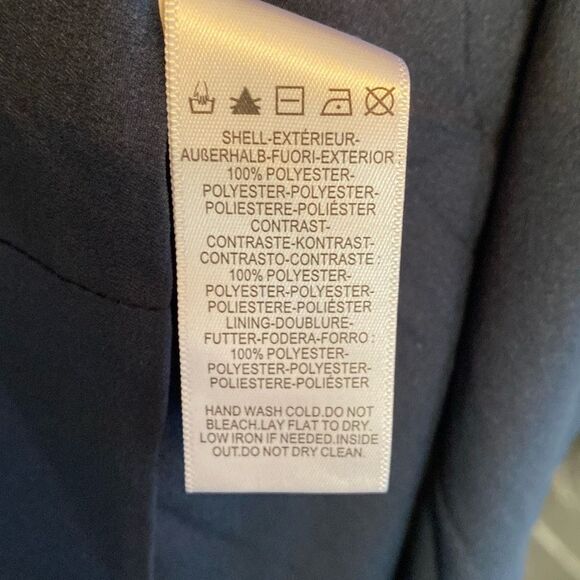 SHELL-EXTÉRIEUR-
AUßERHALB-FUORI-EXTERIOR :
100% POLYESTER-
POLYESTER-POLYESTER-
POLIESTERE-POLIÉSTER
CONTRAST-
CONTRASTE-KONTRAST-
CONTRASTO-CONTRASTE :
100% POLYESTER-
POLYESTER-POLYESTER-
POLIESTERE-POLIÉSTER
LINING-DOUBLURE-
FUTTER-FODERA-FORRO :
100% POLYESTER-
POLYESTER-POLYESTER-
POLIESTERE-POLIÉSTER
HAND WASH COLD.DO NOT
BLEACH.LAY FLAT TO DRY.
LOW IRON IF NEEDED.INSIDE
OUT.DO NOT DRY CLEAN.